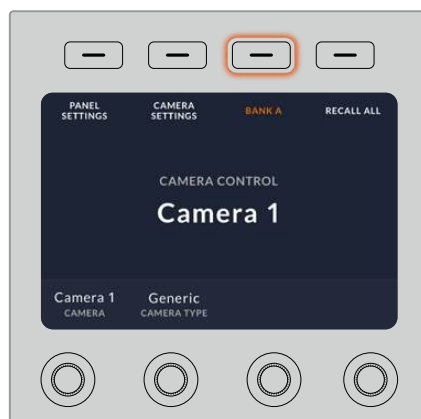 PANEL
SETTINGS
CAMERA
SETTINGS
BANK A
RECALL ALL
CAMERA CONTROL
Camera 1
Camera 1
CAMERA
Generic
CAMERA TYPE